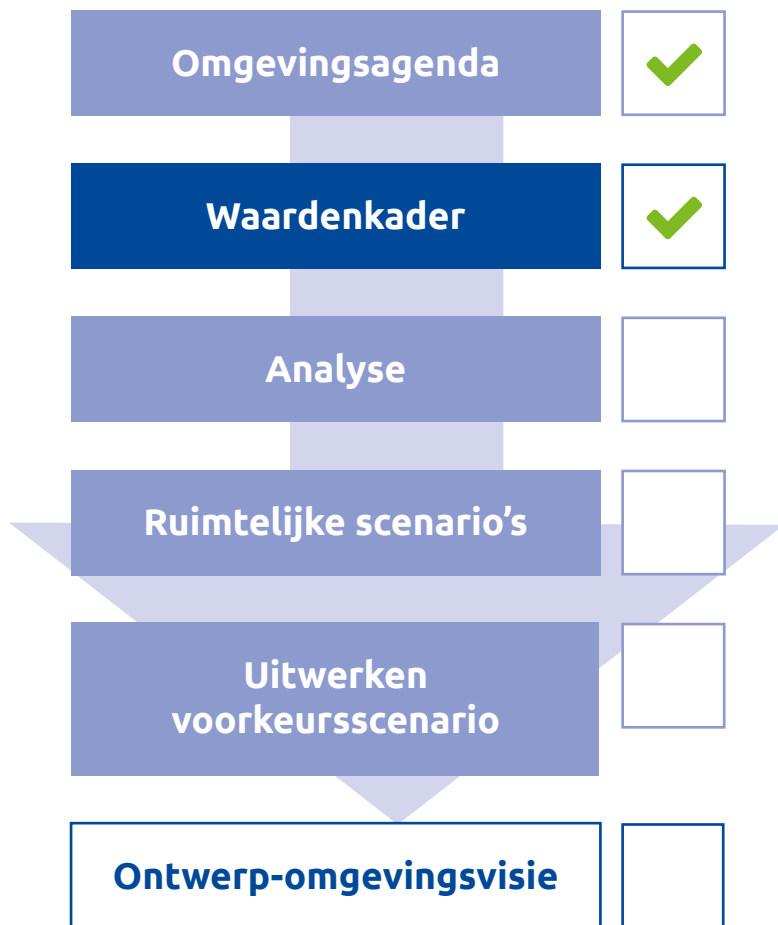 Omgevingsagenda
Waardenkader
Analyse
Ruimtelijke scenario’s
Uitwerken
voorkeursscenario
Ontwerp-omgevingsvisie